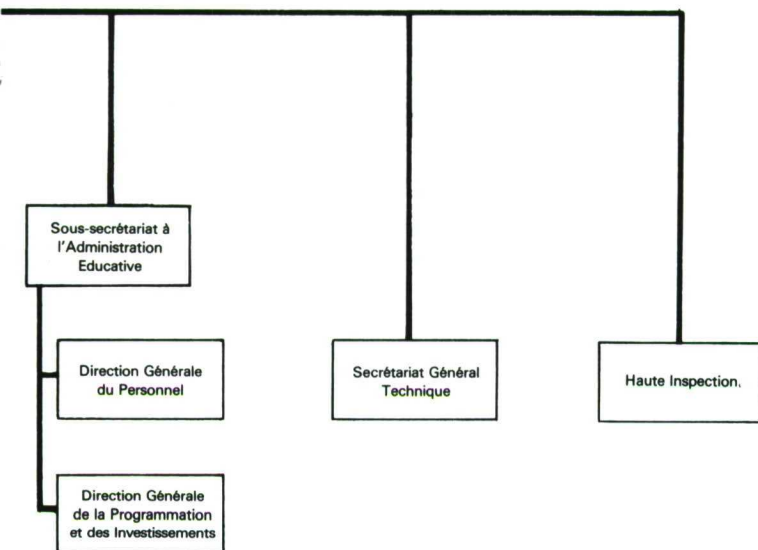 Sous-secrétariat à
l'Administration
Educative
Direction Générale
du Personnel
Direction Générale
de la Programmation
et des Investissements
Secrétariat Général
Technique
Haute Inspection.